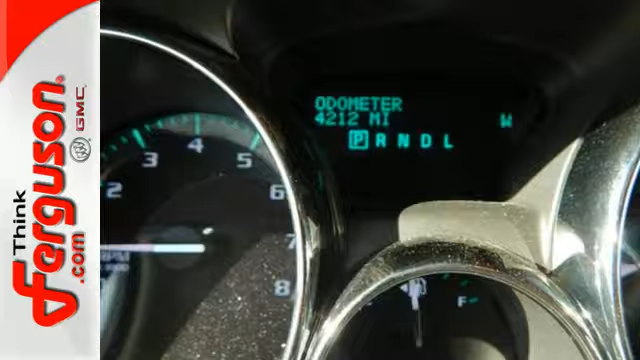 Think
Ferguson.com
GMC
ODOMETER
4212 MI W
P R N D L
2 3 4 5 6 7 8
F